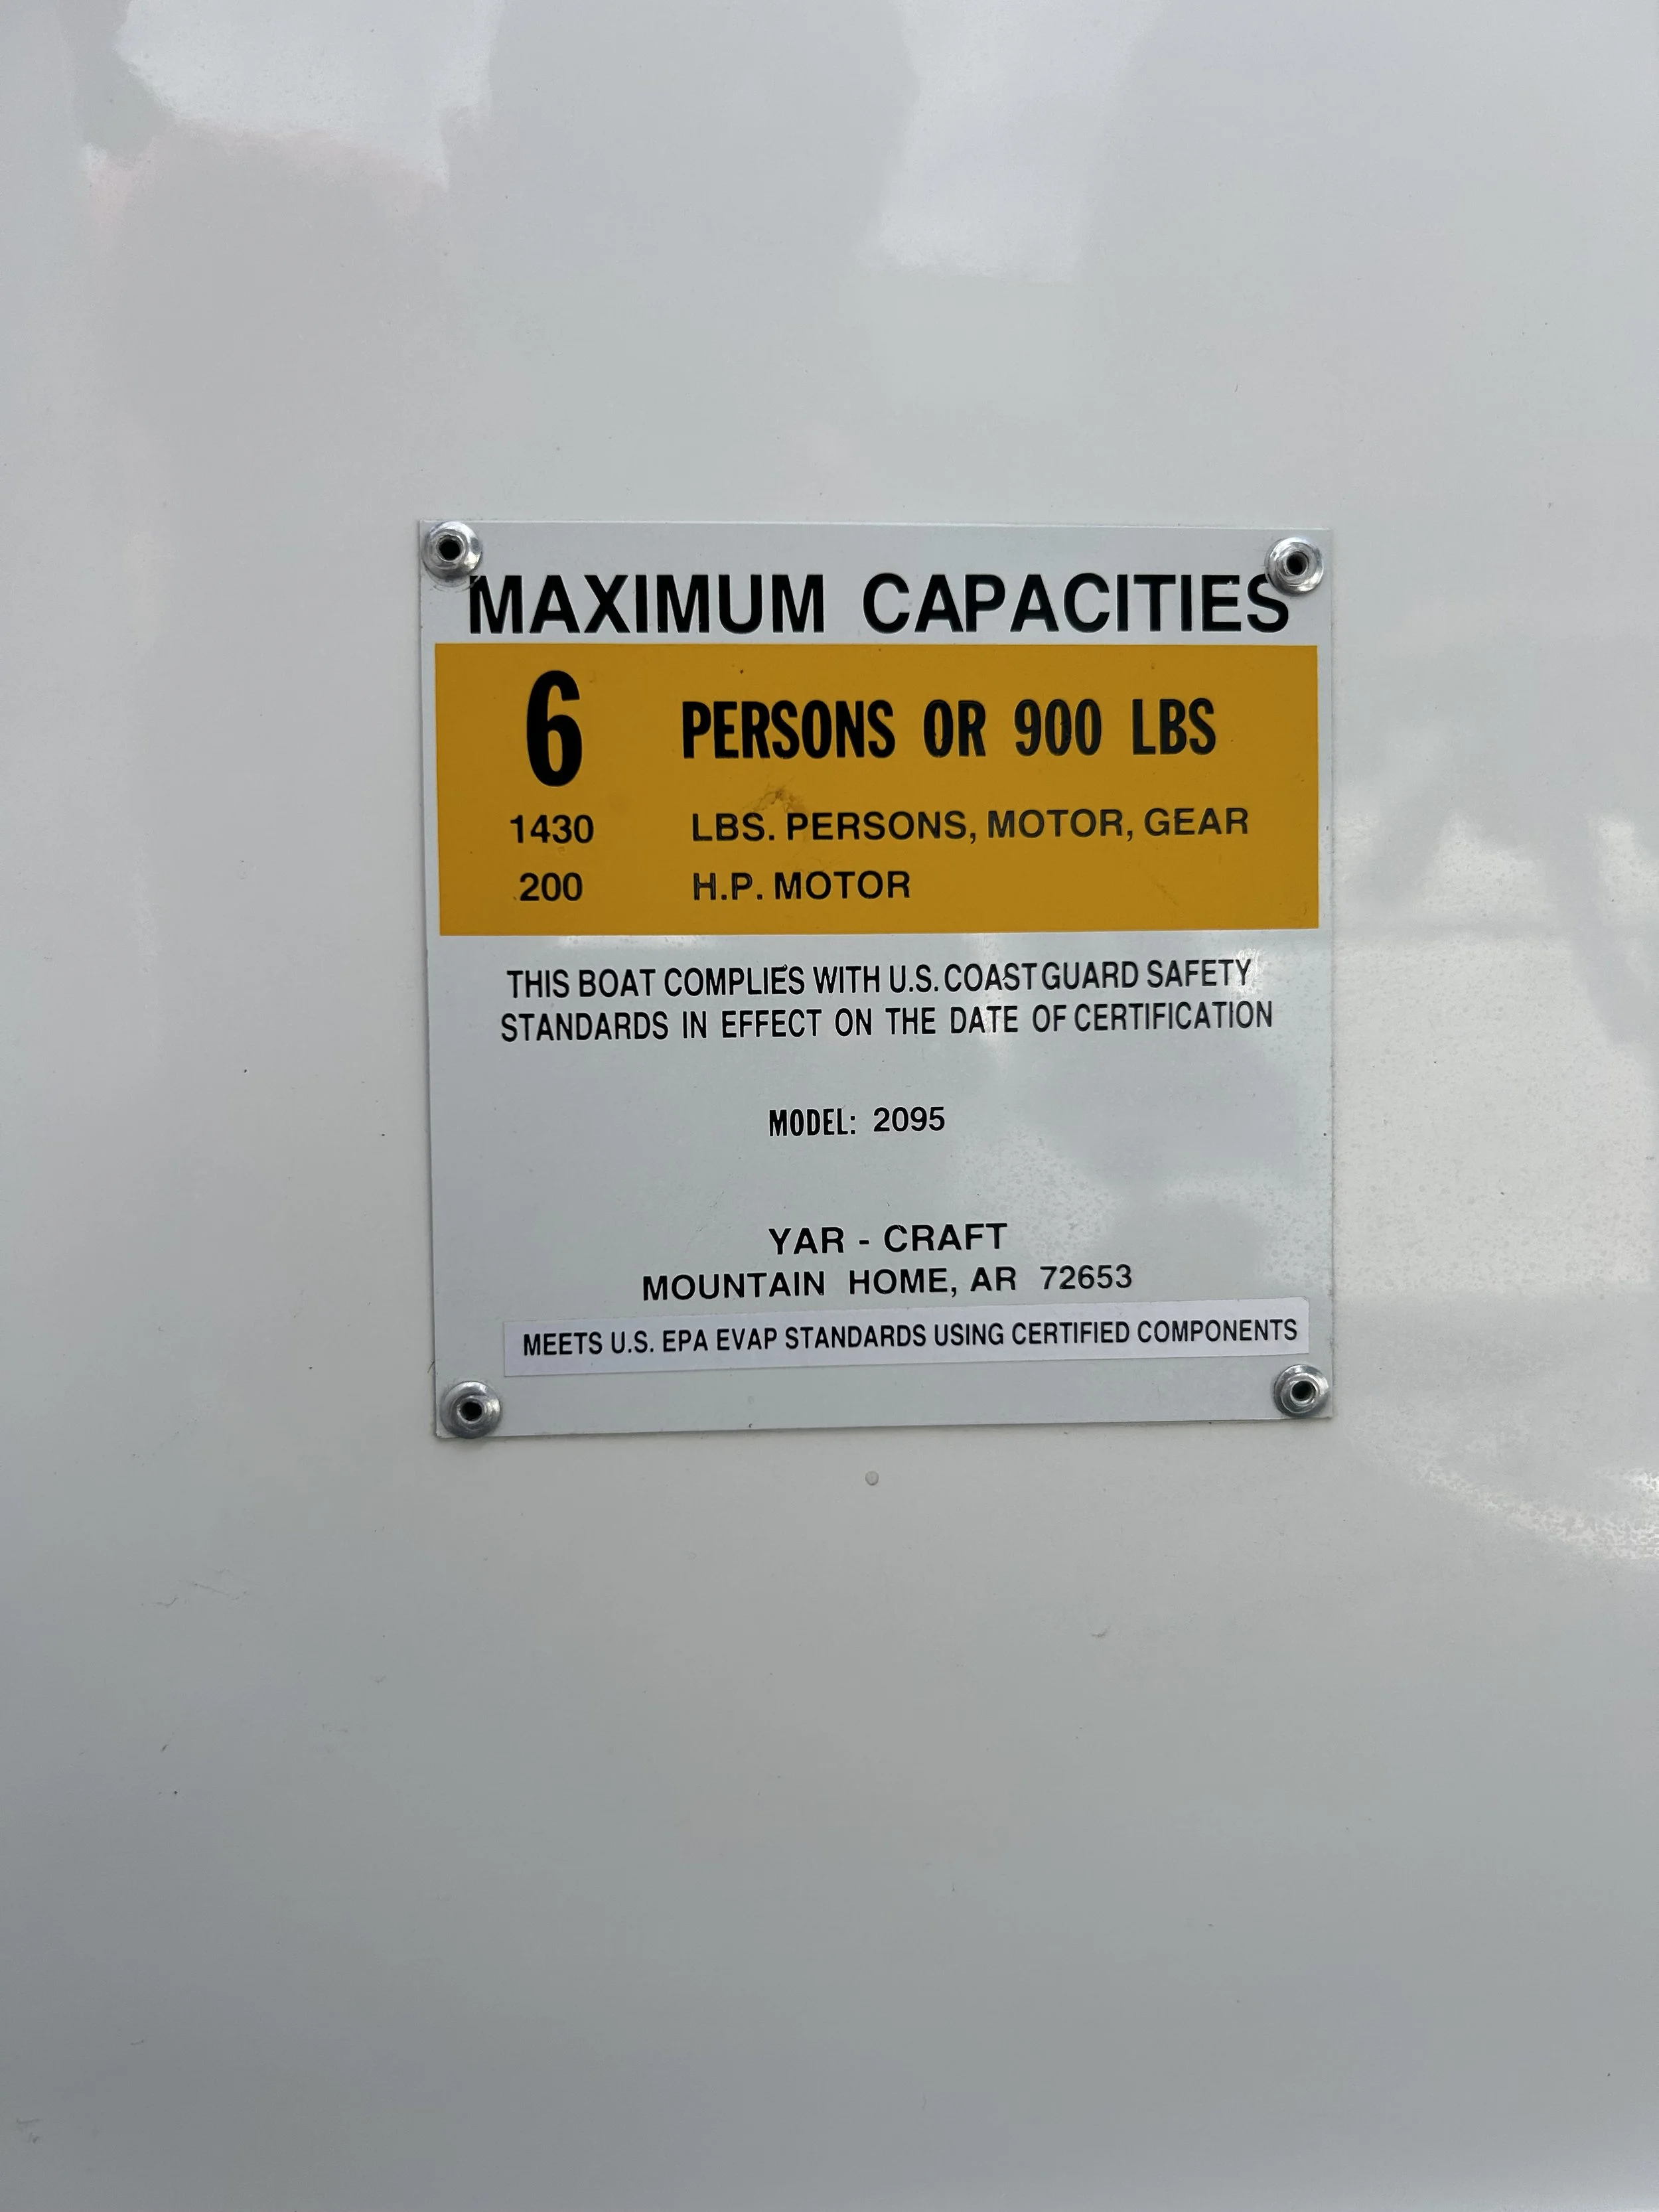 MAXIMUM CAPACITIES
6 PERSONS OR 900 LBS
1430 LBS. PERSONS, MOTOR, GEAR
200 H.P. MOTOR
THIS BOAT COMPLIES WITH U.S. COAST GUARD SAFETY
STANDARDS IN EFFECT ON THE DATE OF CERTIFICATION
MODEL: 2095
YAR - CRAFT
MOUNTAIN HOME, AR 72653
MEETS U.S. EPA EVAP STANDARDS USING CERTIFIED COMPONENTS